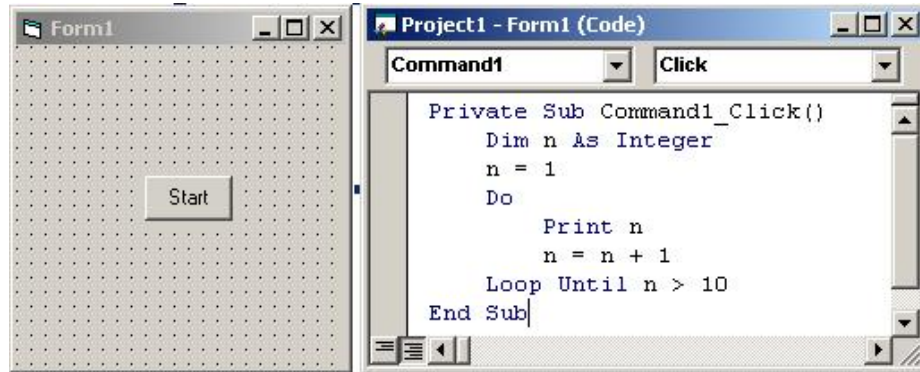 Form1
Start
Project1 - Form1 (Code)
Command1 Click
Private Sub Command1_Click()
Dim n As Integer
n = 1
Do
Print n
n = n + 1
Loop Until n > 10
End Sub